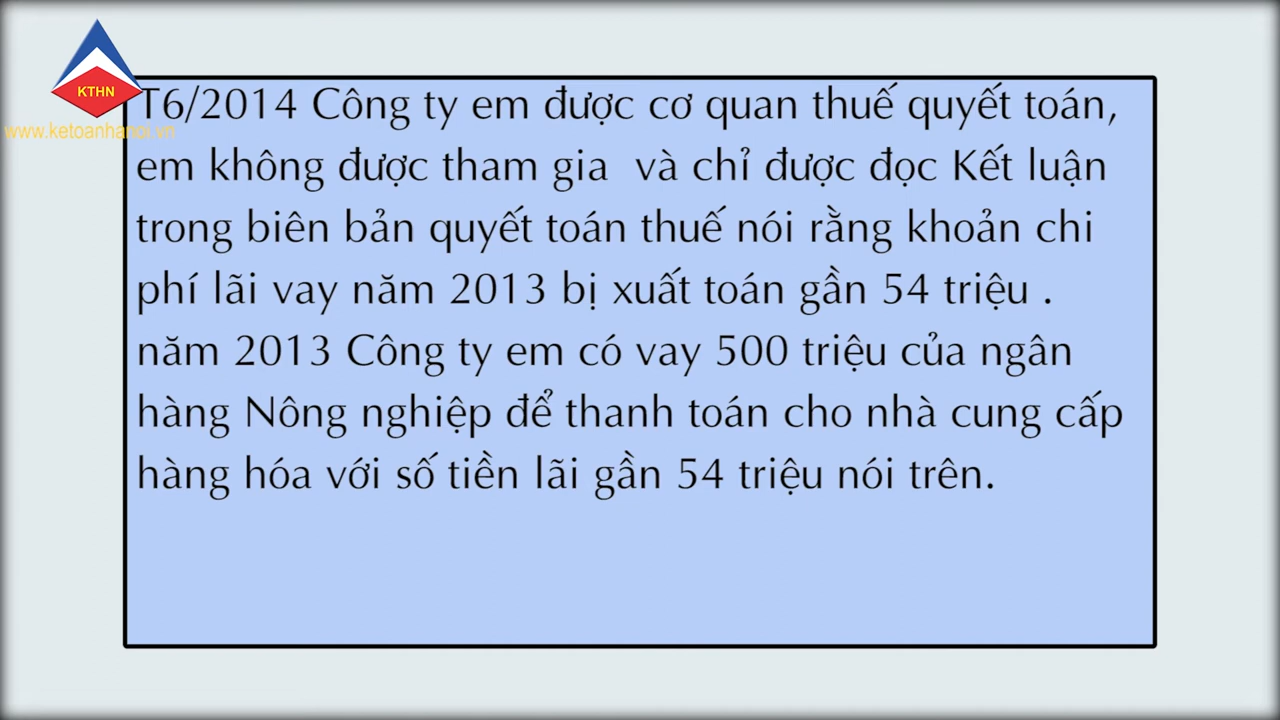 KTHN
www.ketoanhanoi.vn
T6/2014 Công ty em được cơ quan thuế quyết toán,
em không được tham gia và chỉ được đọc Kết luận
trong biên bản quyết toán thuế nói rằng khoản chi
phí lãi vay năm 2013 bị xuất toán gần 54 triệu .
năm 2013 Công ty em có vay 500 triệu của ngân
hàng Nông nghiệp để thanh toán cho nhà cung cấp
hàng hóa với số tiền lãi gần 54 triệu nói trên.